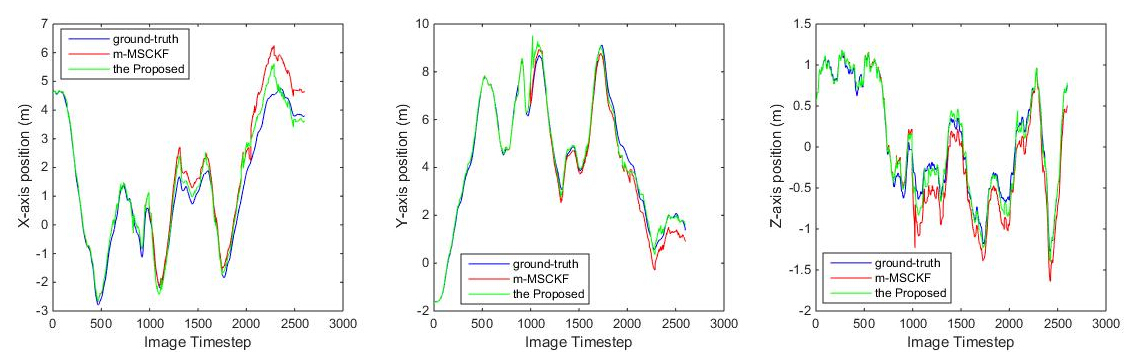 7
6
5
4
3
2
1
0
-1
-2
-3
X-axis position (m)
ground-truth
m-MSCKF
the Proposed
0 500 1000 1500 2000 2500 3000
Image Timestep
10
8
6
4
2
0
-2
Y-axis position (m)
ground-truth
m-MSCKF
the Proposed
0 500 1000 1500 2000 2500 3000
Image Timestep
1.5
1
0.5
0
-0.5
-1
-1.5
-2
Z-axis position (m)
ground-truth
m-MSCKF
the Proposed
0 500 1000 1500 2000 2500 3000
Image Timestep